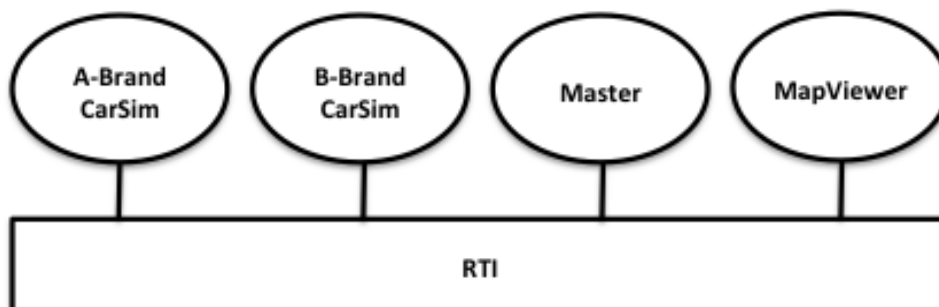 A-Brand
CarSim
B-Brand
CarSim
Master
MapViewer
RTI